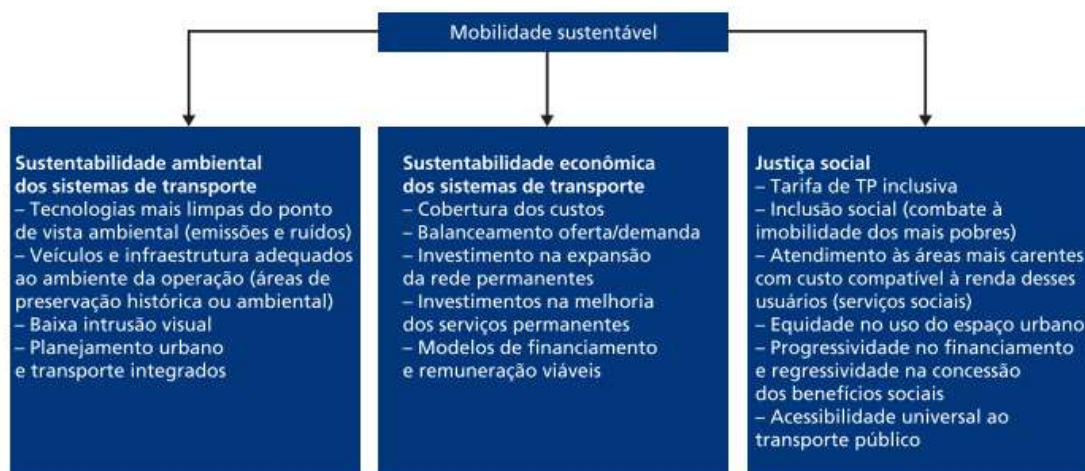 Mobilidade sustentável
Sustentabilidade ambiental
dos sistemas de transporte
– Tecnologias mais limpas do ponto
de vista ambiental (emissões e ruídos)
– Veículos e infraestrutura adequados
ao ambiente da operação (áreas de
preservação histórica ou ambiental)
– Baixa intrusão visual
– Planejamento urbano
e transporte integrados
Sustentabilidade econômica
dos sistemas de transporte
– Cobertura dos custos
– Balanceamento oferta/demanda
– Investimento na expansão
da rede permanentes
– Investimentos na melhoria
dos serviços permanentes
– Modelos de financiamento
e remuneração viáveis
Justiça social
– Tarifa de TP inclusiva
– Inclusão social (combate à
imobilidade dos mais pobres)
– Atendimento às áreas mais carentes
com custo compatível à renda desses
usuários (serviços sociais)
– Equidade no uso do espaço urbano
– Progressividade no financiamento
e regressividade na concessão
dos benefícios sociais
– Acessibilidade universal ao
transporte público